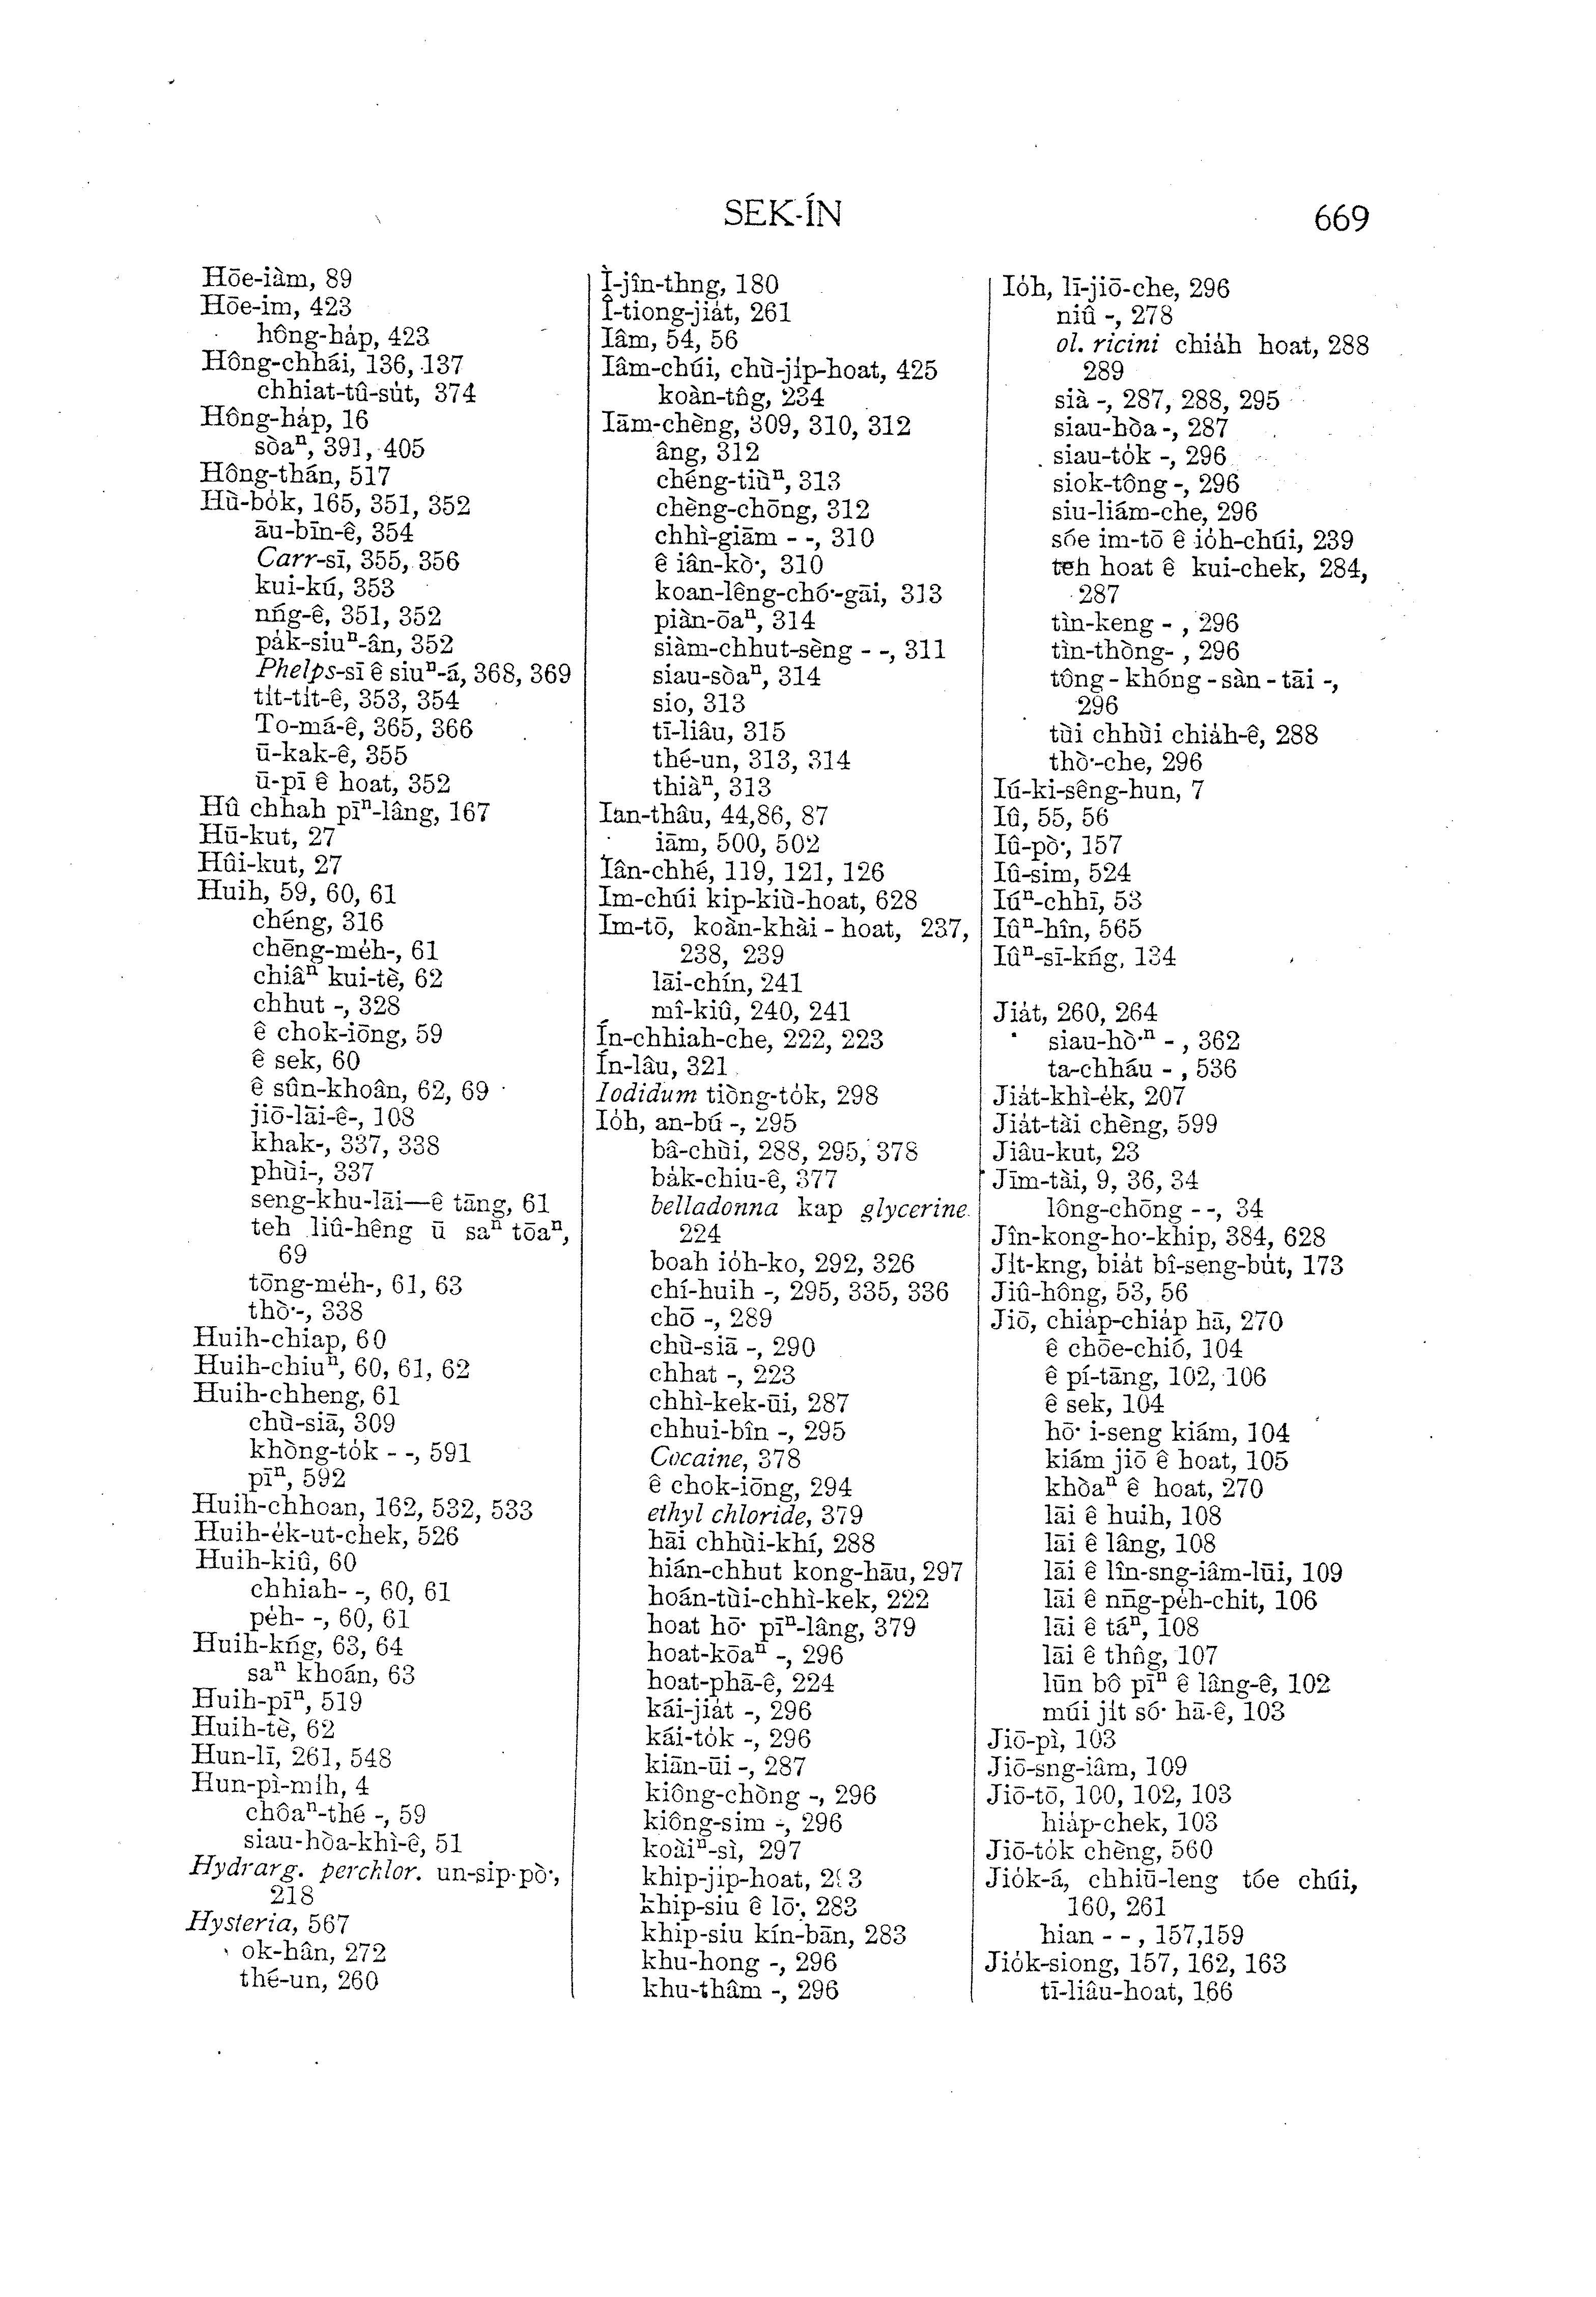 SEK-ÍN
669
Hōe-iàm, 89
Hōe-im, 423
hông-ha̍p, 423
Hông-chhái, 136, 137
chhiat-tû-su̍t, 374
Hông-ha̍p, 16
sòaⁿ, 391, 405
Hông-thán, 517
Hù-bo̍k, 165, 351, 352
āu-bīn-ê, 354
Carr-sī, 355, 356
kui-kú, 353
nńg-ê, 351, 352
pa̍k-siuⁿ-ân, 352
Phelps-sī ê siuⁿ-á, 368, 369
ti̍t-ti̍t-ê, 353, 354
To-má-ê, 365, 366
ū-kak-ê, 355
ū-pī ê hoat, 352
Hû chhah pīⁿ-lâng, 167
Hū-kut, 27
Hûi-kut, 27
Huih, 59, 60, 61
chéng, 316
chēng-me̍h-, 61
chiâⁿ kui-tè, 62
chhut -, 328
ê chok-iōng, 59
ê sek, 60
ê sûn-khoân, 62, 69
jiō-lāi-ê-, 108
khak-, 337, 338
phùi-, 337
seng-khu-lāi—ê tāng, 61
teh liû-hêng ū saⁿ tōaⁿ,
69
tōng-me̍h-, 61, 63
thò͘-, 338
Huih-chiap, 60
Huih-chiuⁿ, 60, 61, 62
Huih-chheng, 61
chù-siā, 309
khòng-to̍k - -, 591
pīⁿ, 592
Huih-chhoan, 162, 532, 533
Huih-e̍k-ut-chek, 526
Huih-kiû, 60
chhiah- -, 60, 61
pe̍h- -, 60, 61
Huih-kńg, 63, 64
saⁿ khoán, 63
Huih-pīⁿ, 519
Huih-tè, 62
Hun-lī, 261, 548
Hun-pì-mi̍h, 4
chôaⁿ-thé -, 59
siau-hòa-khì-ê, 51
Hydrarg. perchlor. un-sip-pò͘,
218
Hysteria, 567
ok-hân, 272
thé-un, 260
Ì-jîn-thng, 180
Î-tiong-jia̍t, 261
Iâm, 54, 56
Iâm-chúi, chù-ji̍p-hoat, 425
koàn-tn̂g, 234
Iām-chèng, 309, 310, 312
âng, 312
chéng-tiùⁿ, 313
chèng-chōng, 312
chhì-giām - -, 310
ê iân-kò͘, 310
koan-lêng-chó͘-gāi, 313
piàn-ōaⁿ, 314
siàm-chhut-sèng - -, 311
siau-sòaⁿ, 314
sio, 313
tī-liâu, 315
thé-un, 313, 314
thiàⁿ, 313
Ian-thâu, 44,86, 87
iām, 500, 502
Iân-chhé, 119, 121, 126
Im-chúi kip-kiù-hoat, 628
Im-tō, koàn-khài - hoat, 237,
238, 239
lāi-chín, 241
mî-kiû, 240, 241
Ín-chhiah-che, 222, 223
Ín-lâu, 321
Iodidum tiòng-to̍k, 298
Io̍h, an-bú -, 295
bâ-chùi, 288, 295, 378
ba̍k-chiu-ê, 377
belladonna kap glycerine
224
boah io̍h-ko, 292, 326
chí-huih -, 295, 335, 336
chō -, 289
chù-siā -, 290
chhat -, 223
chhì-kek-ūi, 287
chhui-bîn -, 295
Cocaine, 378
ê chok-iōng, 294
ethyl chloride, 379
hāi chhùi-khí, 288
hián-chhut kong-hāu, 297
hoán-tùi-chhì-kek, 222
hoat hō͘ pīⁿ-lâng, 379
hoat-kōaⁿ -, 296
hoat-phā-ê, 224
kái-jia̍t -, 296
kái-to̍k -, 296
kiān-ūi -, 287
kiông-chòng -, 296
kiông-sim -, 296
koàiⁿ-sì, 297
khip-ji̍p-hoat,
khip-siu ê lō͘, 283
khip-siu kín-bān, 283
khu-hong -, 296
khu-thâm -, 296
Io̍h, lī-jiō-che, 296
niû -, 278
ol. ricini chia̍h hoat, 288
289
sià -, 287, 288, 295
siau-hòa -, 287
siau-to̍k -, 296
siok-tông -, 296
siu-liám-che, 296
sóe im-tō ê io̍h-chúi, 239
teh hoat ê kui-chek, 284,
287
tìn-keng - , 296
tìn-thòng- , 296
tông - khóng - sàn - tāi -,
296
tùi chhùi chia̍h-ê, 288
thò͘-che, 296
Iú-ki-sêng-hun, 7
Iû, 55, 56
Iû-pò͘, 157
Iû-sim, 524
Iúⁿ-chhī, 53
Iûⁿ-hîn, 565
Iûⁿ-sī-kńg, 134
Jia̍t, 260, 264
siau-hò͘ⁿ - , 362
ta-chháu - , 536
Jia̍t-khì-e̍k, 207
Jia̍t-tài chèng, 599
Jiâu-kut, 23
Jīm-tài, 9, 36, 34
lông-chōng - -, 34
Jîn-kong-ho͘-khip, 384, 628
Ji̍t-kng, bia̍t bî-seng-bu̍t, 173
Jiû-hông, 53, 56
Jiō, chia̍p-chia̍p hā, 270
ê chōe-chió, 104
ê pí-tāng, 102, 106
ê sek, 104
hō͘ i-seng kiám, 104
kiám jiō ê hoat, 105
khòaⁿ ê hoat, 270
lāi ê huih, 108
lāi ê lâng, 108
lāi ê lîn-sng-iâm-lūi, 109
lāi ê nn̄g-pe̍h-chit, 106
lāi ê táⁿ, 108
lāi ê thn̂g, 107
lūn bô pīⁿ ê lâng-ê, 102
múi ji̍t só͘ hā-ê, 103
Jiō-pì, 103
Jiō-sng-iâm, 109
Jiō-tō, 100, 102, 103
hia̍p-chek, 103
Jiō-to̍k chèng, 560
Jio̍k-á, chhiū-leng tóe chúi,
160, 261
hian - - , 157,159
Jio̍k-siong, 157, 162, 163
tī-liâu-hoat, 166